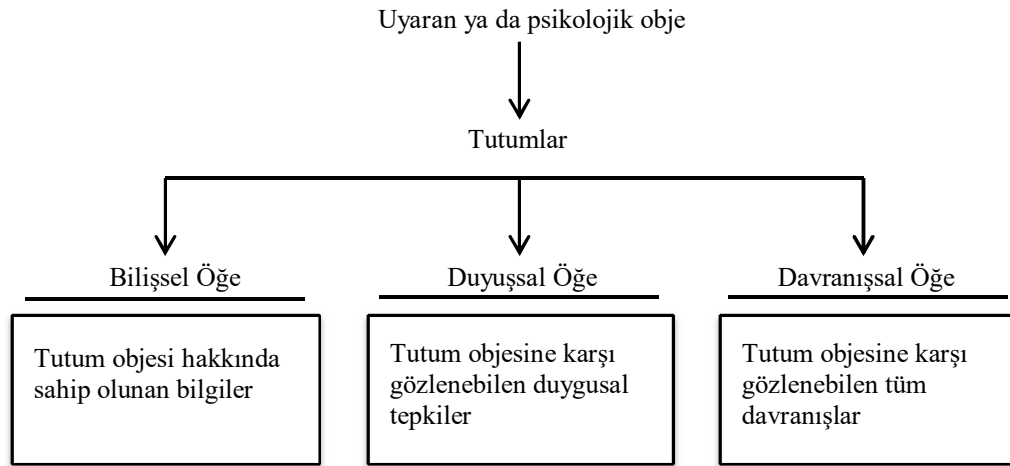 Uyaran ya da psikolojik obje
Tutumlar
Bilişsel Öğe
Duyuşsal Öğe
Davranışsal Öğe
Tutum objesi hakkında
sahip olunan bilgiler
Tutum objesine karşı
gözlenebilen duygusal
tepkiler
Tutum objesine karşı
gözlenebilen tüm
davranışlar